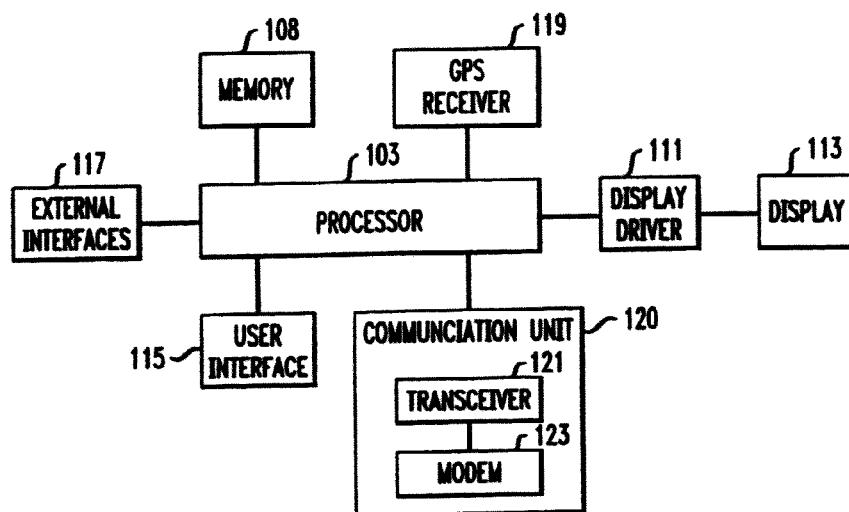 108
MEMORY
119
GPS
RECEIVER
117
EXTERNAL
INTERFACES
103
PROCESSOR
111
DISPLAY
DRIVER
113
DISPLAY
115
USER
INTERFACE
COMMUNCIATION UNIT
120
121
TRANSCEIVER
123
MODEM